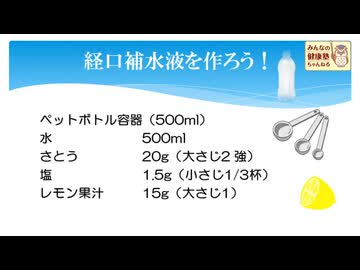 経口補水液を作ろう！
みんなの
健康塾
ちゃんねる
ペットボトル容器（500ml）
水 500ml
さとう 20g（大さじ2 強）
塩 1.5g（小さじ1/3杯）
レモン果汁 15g（大さじ1）